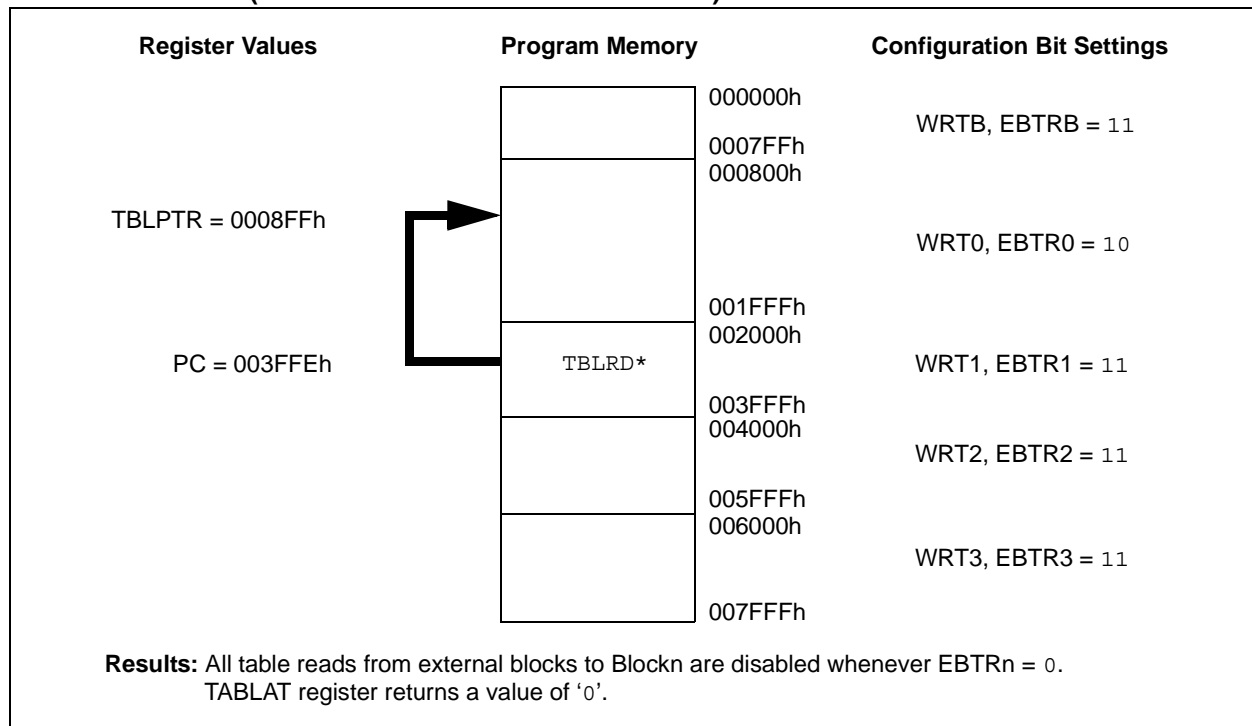 Register Values Program Memory Configuration Bit Settings
000000h
WRTB, EBTRB = 11
0007FFh
000800h
TBLPTR = 0008FFh
WRT0, EBTR0 = 10
001FFFh
002000h
PC = 003FFEh TBLRD* WRT1, EBTR1 = 11
003FFFh
004000h
WRT2, EBTR2 = 11
005FFFh
006000h
WRT3, EBTR3 = 11
007FFFh
Results: All table reads from external blocks to Blockn are disabled whenever EBTRn = 0.
TABLAT register returns a value of ‘0’.